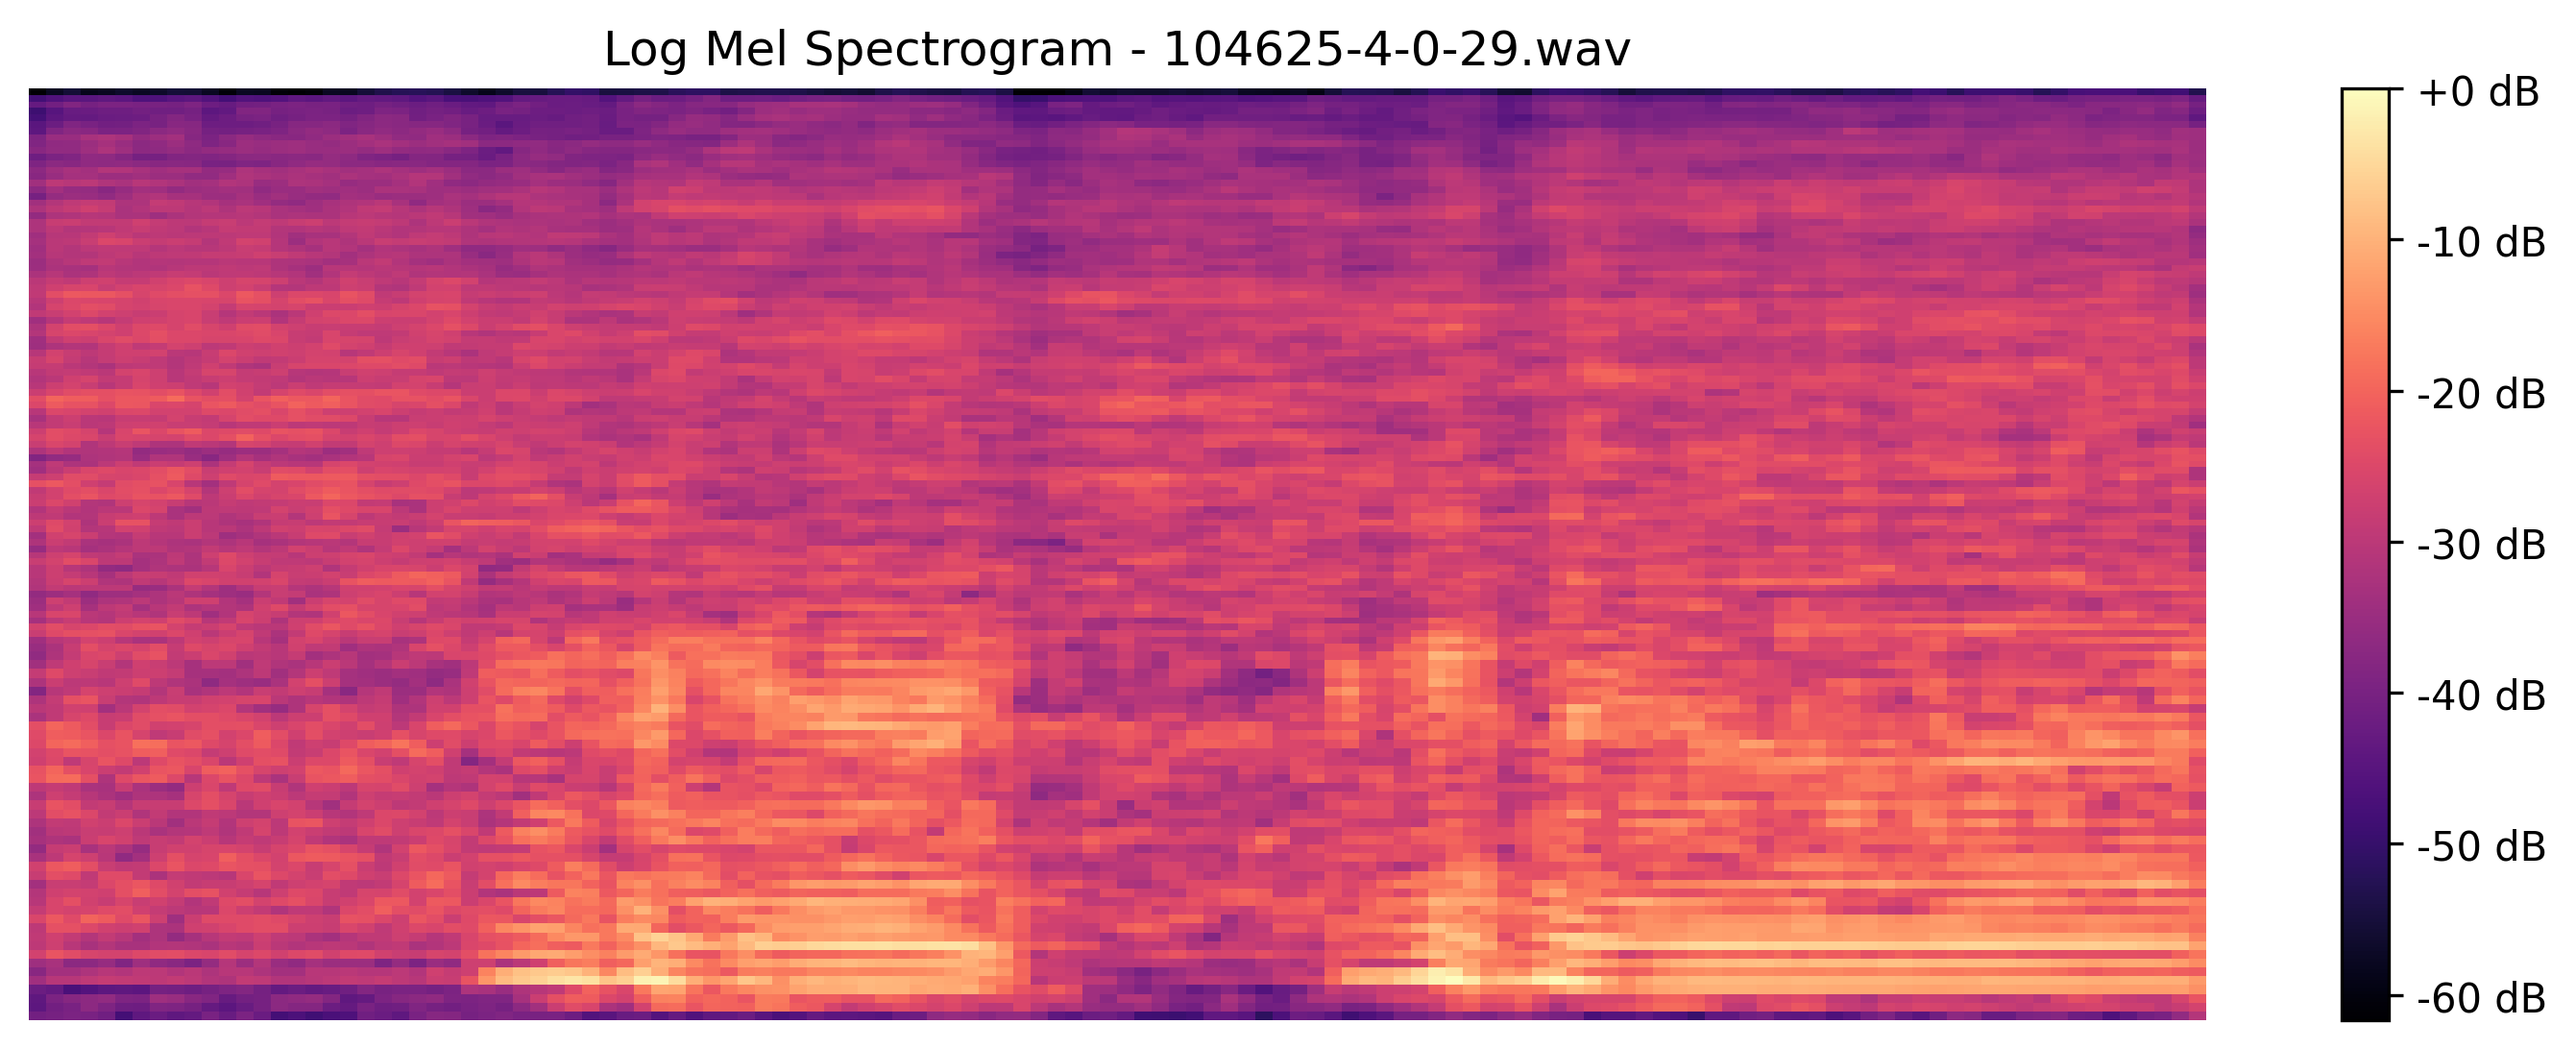 Log Mel Spectrogram - 104625-4-0-29.wav
+0 dB
-10 dB
-20 dB
-30 dB
-40 dB
-50 dB
-60 dB